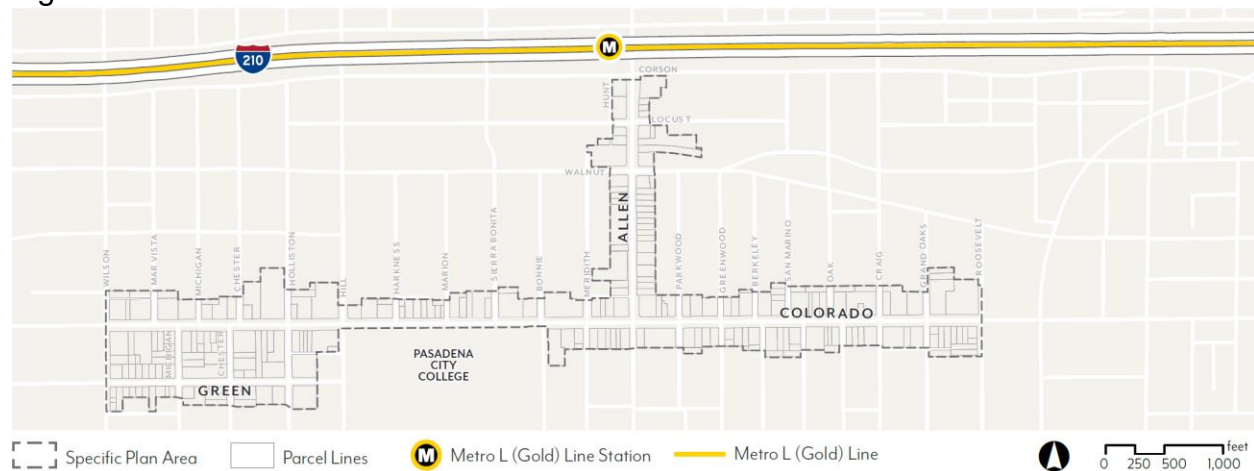 210
M
CORSON
HUNT
LOCUST
WALNUT
ALLEN
WILSON
MAR VISTA
MICHIGAN
CHESTER
HOLLISTON
HILL
HARKNESS
MARION
SIERRA BONITA
BONNIE
MERIDITH
PARKWOOD
GREENWOOD
BERKELEY
SAN MARINO
OAK
CRAIG
GRAND OAKS
ROOSEVELT
COLORADO
MICHIGAN
CHESTER
PASADENA
CITY
COLLEGE
GREEN
Specific Plan Area
Parcel Lines
M Metro L (Gold) Line Station
Metro L (Gold) Line
feet
0 250 500 1000